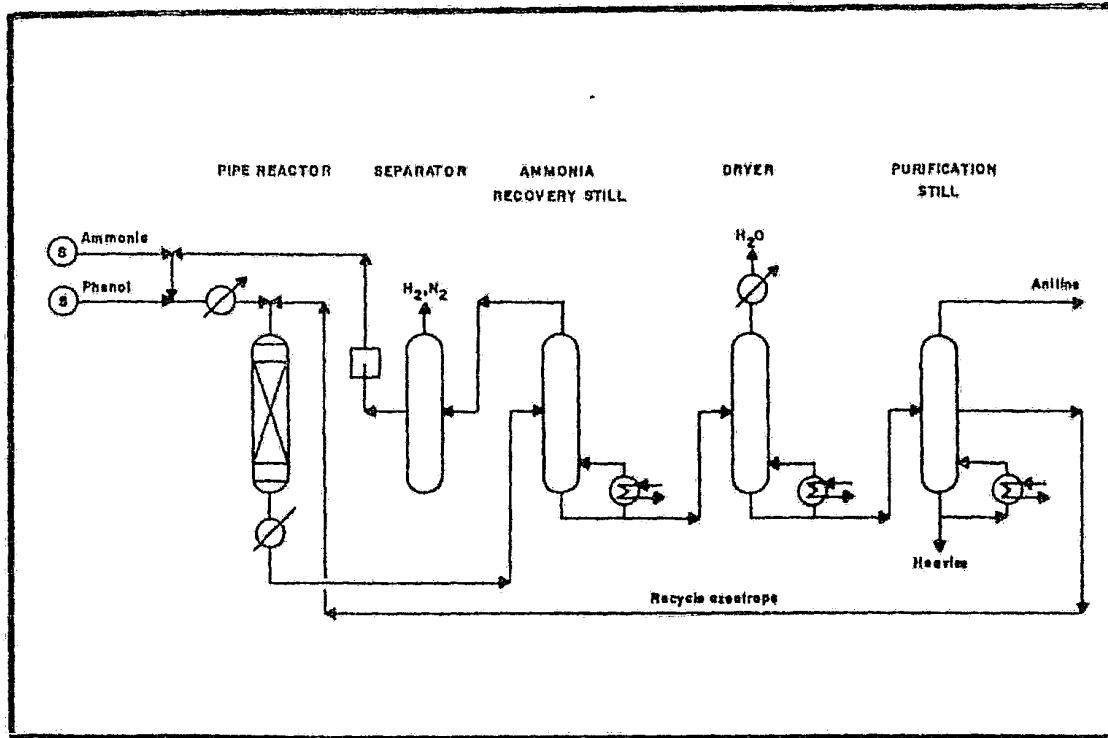 PIPE REACTOR
SEPARATOR
AMMONIA
RECOVERY STILL
DRYER
PURIFICATION
STILL
S
Ammonia
S
Phenol
H2,N2
H2O
Aniline
Heavies
Recycle azeotrope